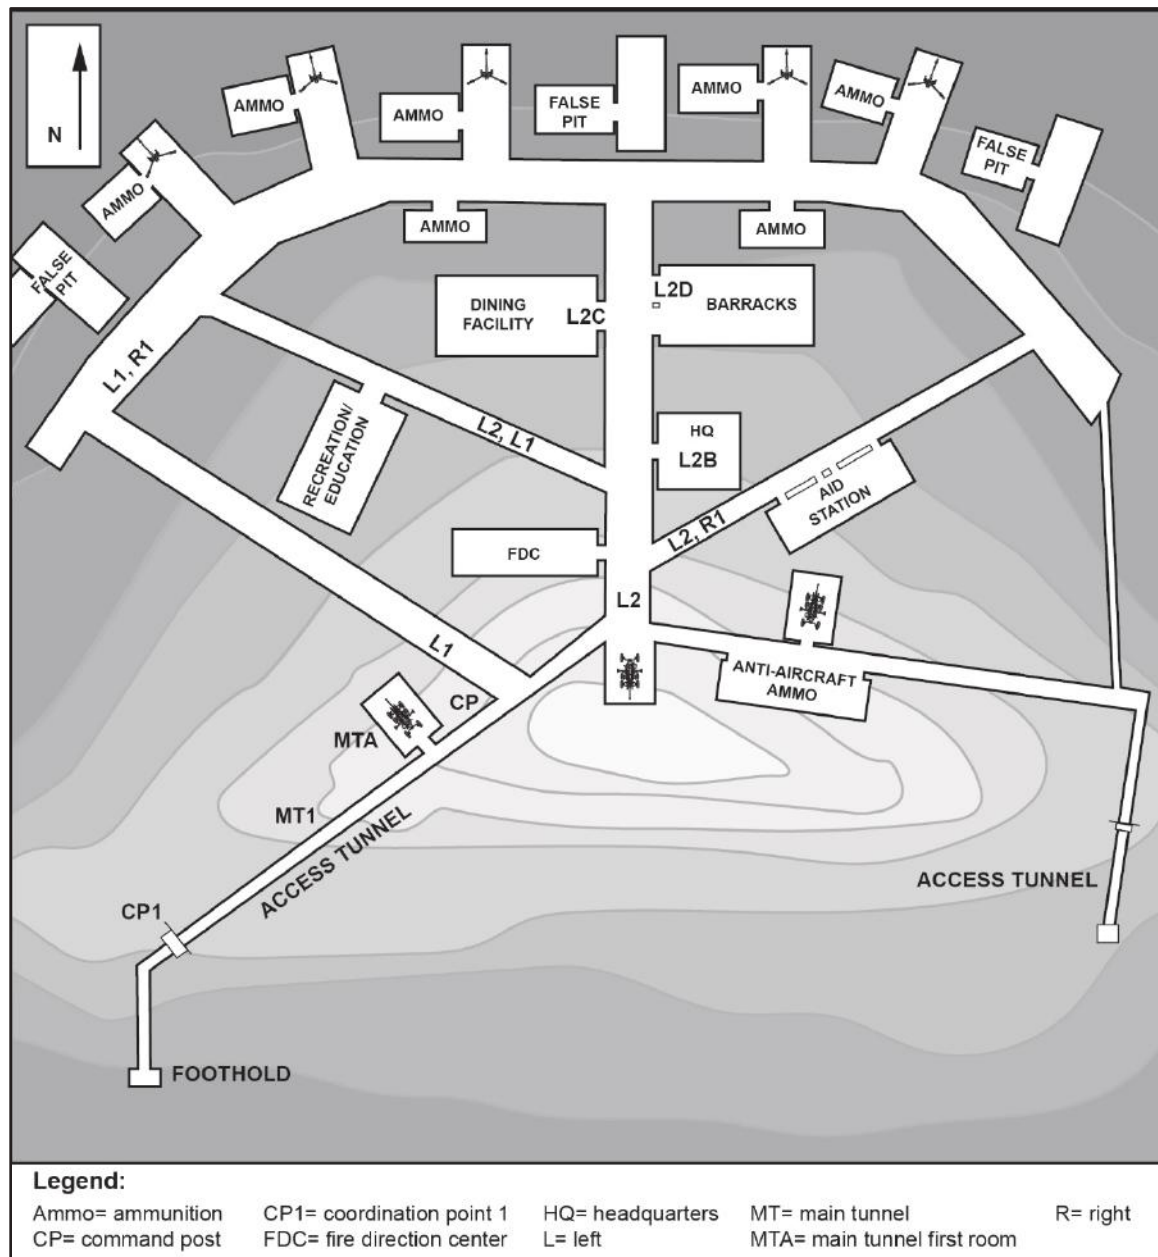 N
AMMO
AMMO
FALSE
PIT
AMMO
AMMO
FALSE
PIT
AMMO
FALSE
PIT
AMMO
AMMO
L1, R1
DINING
FACILITY
L2C
L2D
BARRACKS
RECREATION/
EDUCATION
L2, L1
HQ
L2B
L2, R1
AID
STATION
FDC
L2
L1
CP
MTA
ANTI-AIRCRAFT
AMMO
MT1
ACCESS TUNNEL
ACCESS TUNNEL
CP1
FOOTHOLD
Legend:
Ammo= ammunition CP1= coordination point 1 HQ= headquarters MT= main tunnel R= right
CP= command post FDC= fire direction center L= left MTA= main tunnel first room